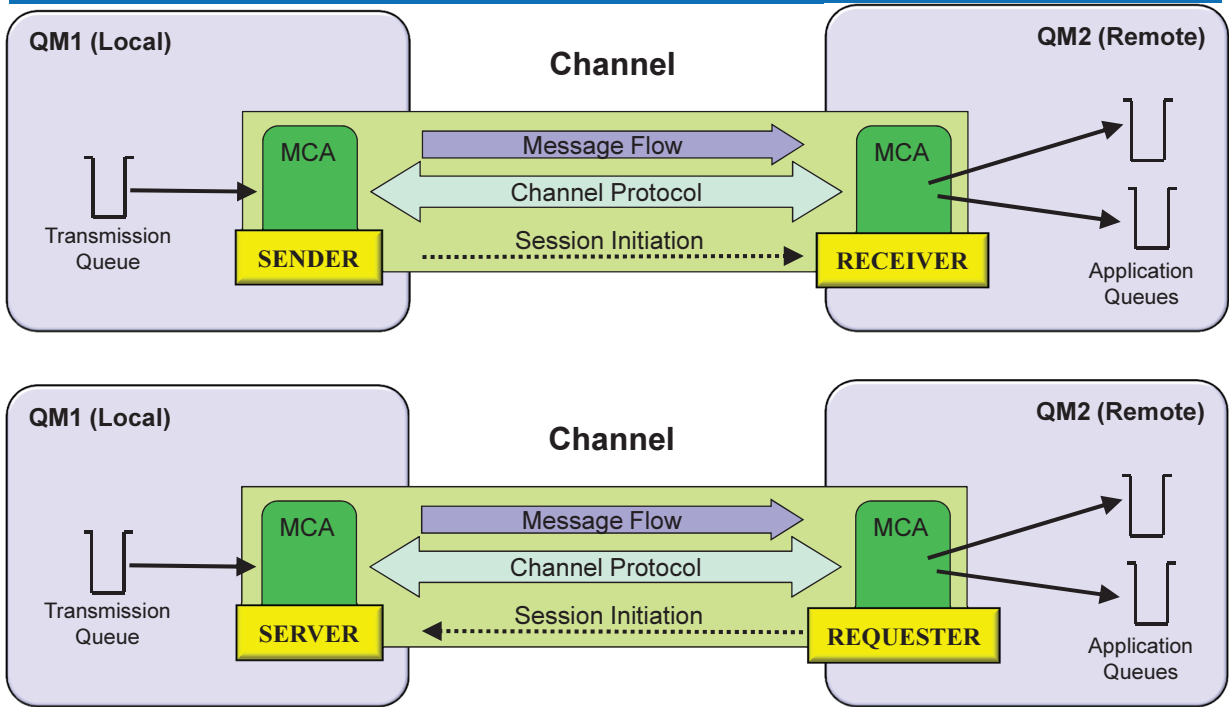 QM1 (Local)
Channel
QM2 (Remote)
MCA
Message Flow
MCA
Channel Protocol
Transmission
Queue
SENDER
Session Initiation
RECEIVER
Application
Queues
QM1 (Local)
Channel
QM2 (Remote)
MCA
Message Flow
MCA
Channel Protocol
Transmission
Queue
SERVER
Session Initiation
REQUESTER
Application
Queues